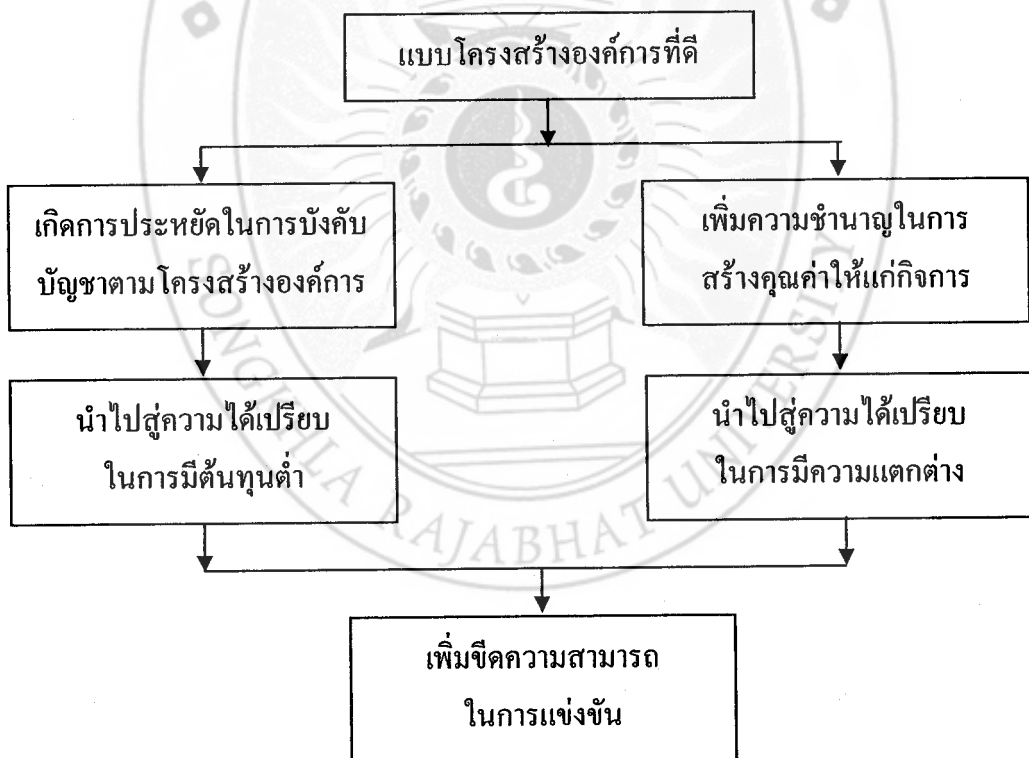 แบบโครงสร้างองค์การที่ดี
เกิดการประหยัดในการบังคับ
บัญชาตามโครงสร้างองค์การ
เพิ่มความชำนาญในการ
สร้างคุณค่าให้แก่กิจการ
นำไปสู่ความได้เปรียบ
ในการมีต้นทุนต่ำ
นำไปสู่ความได้เปรียบ
ในการมีความแตกต่าง
เพิ่มขีดความสามารถ
ในการแข่งขัน
SONGKHLA RAJABHAT UNIVERSITY